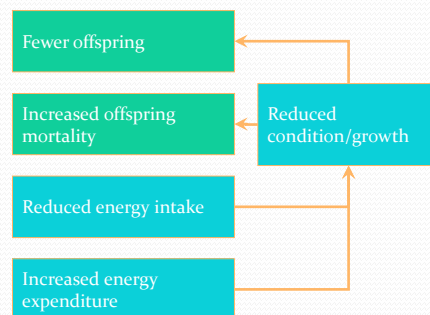 Fewer offspring
Increased offspring
mortality
Reduced
condition/growth
Reduced energy intake
Increased energy
expenditure